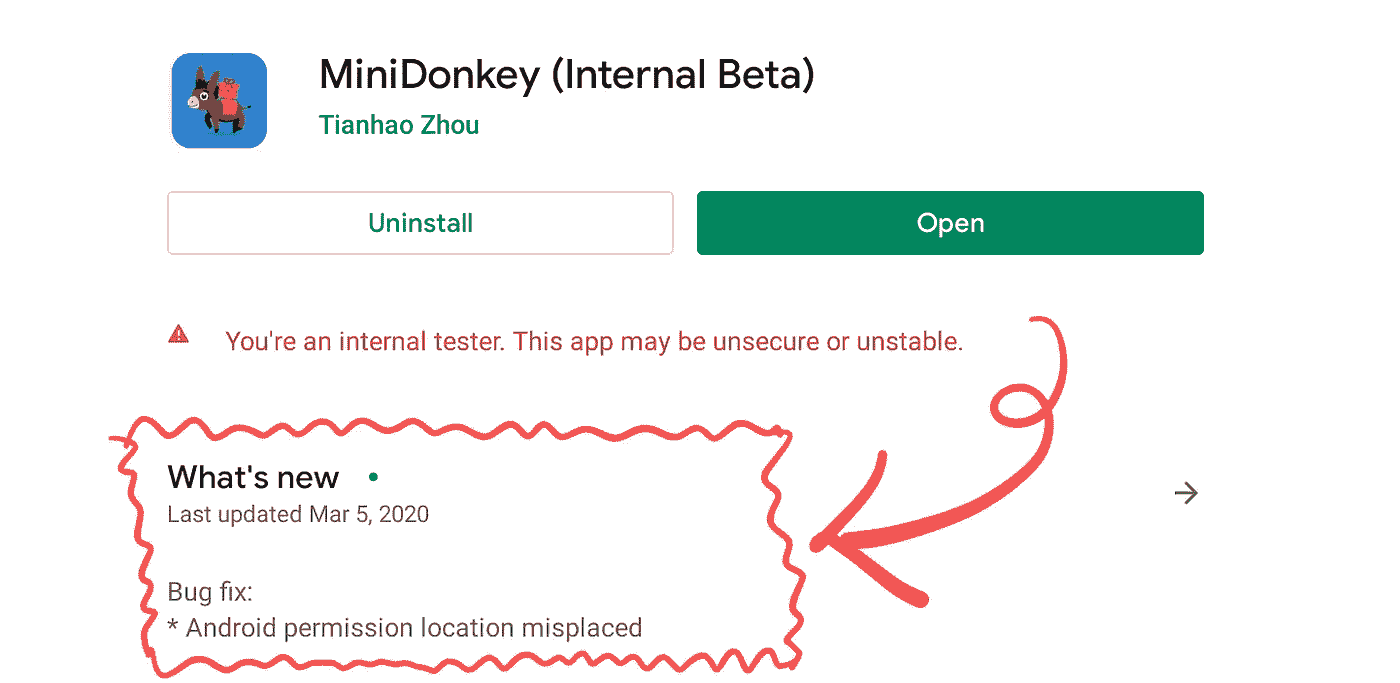 MiniDonkey (Internal Beta)
Tianhao Zhou
Uninstall
Open
You're an internal tester. This app may be unsecure or unstable.
What's new
Last updated Mar 5, 2020
Bug fix:
* Android permission location misplaced